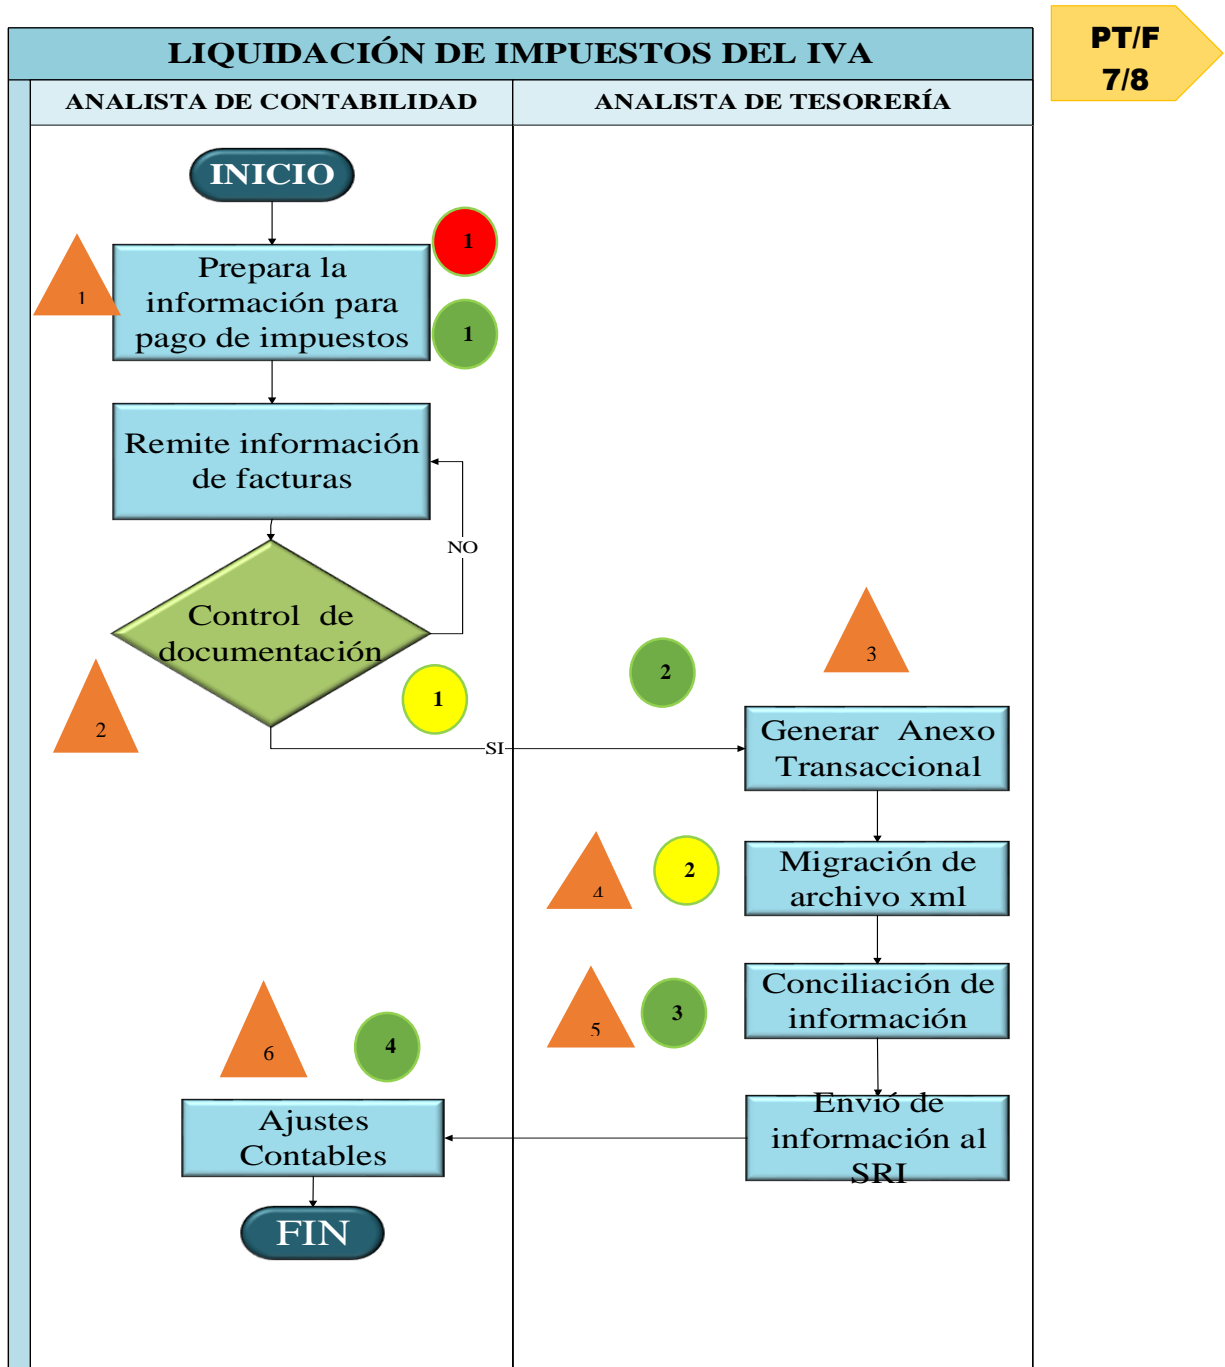 PT/F
7/8
LIQUIDACIÓN DE IMPUESTOS DEL IVA
ANALISTA DE CONTABILIDAD
ANALISTA DE TESORERÍA
INICIO
1
1
Prepara la
información para
pago de impuestos
1
Remite información
de facturas
NO
Control de
documentación
2
1
SI
2
3
Generar Anexo
Transaccional
4
2
Migración de
archivo xml
5
3
Conciliación de
información
Envió de
información al
SRI
6
4
Ajustes
Contables
FIN